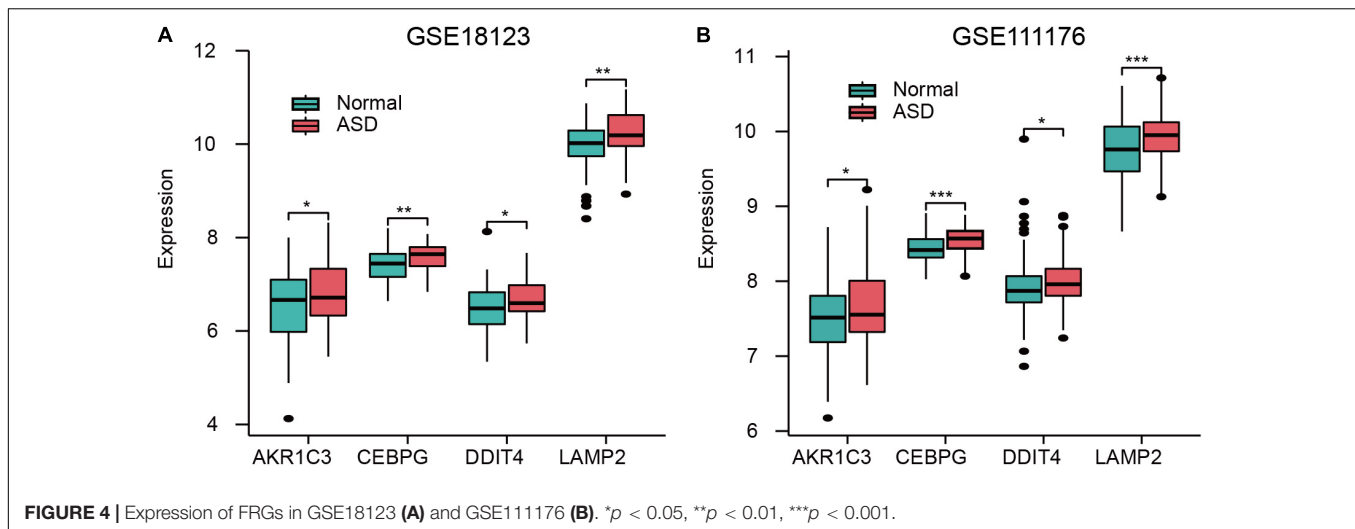 A
GSE18123
12
10
8
6
4
Expression
Normal
ASD
*
**
*
**
AKR1C3 CEBPG DDIT4 LAMP2
B
GSE111176
11
10
9
8
7
6
Expression
Normal
ASD
*
***
*
***
AKR1C3 CEBPG DDIT4 LAMP2
FIGURE 4 | Expression of FRGs in GSE18123 (A) and GSE111176 (B). *p < 0.05, **p < 0.01, ***p < 0.001.